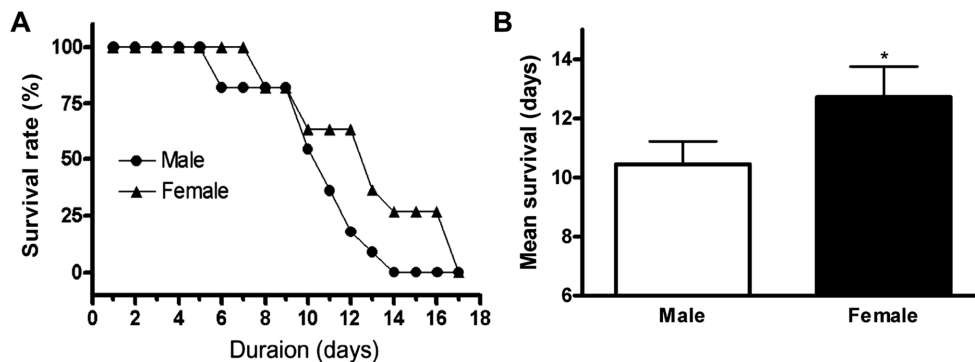 A
100
75
50
25
0
Survival rate (%)
Male
Female
0 2 4 6 8 10 12 14 16 18
Duraion (days)
B
14
12
10
8
6
Mean survival (days)
*
Male Female